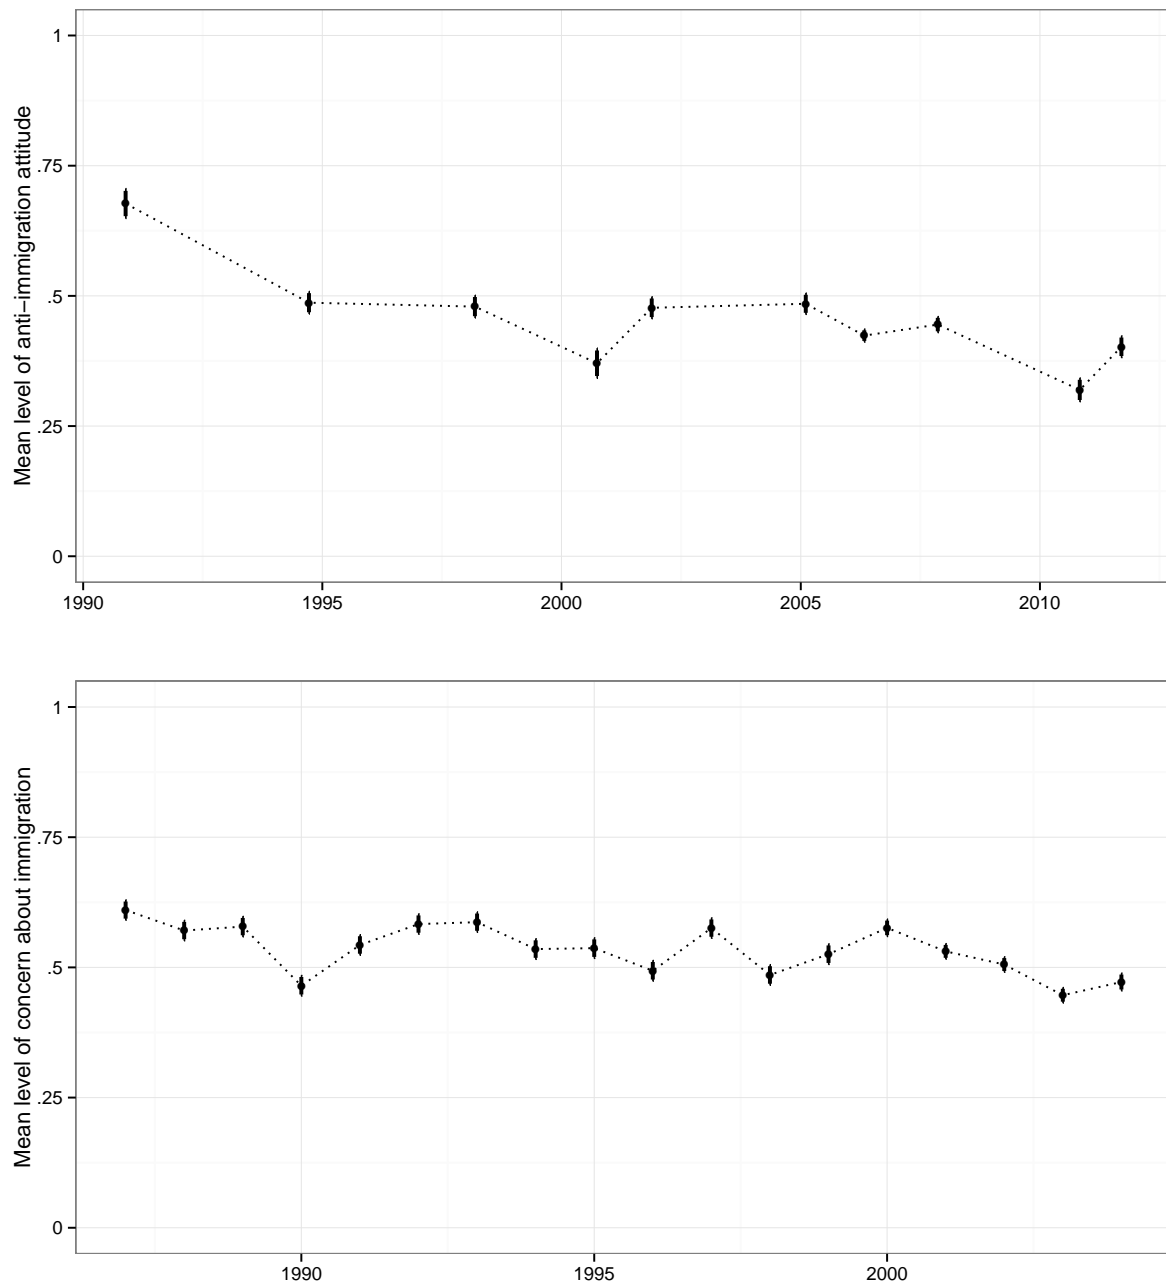 Mean level of anti−immigration attitude
1
.75
.5
.25
0
1990 1995 2000 2005 2010
Mean level of concern about immigration
1
.75
.5
.25
0
1990 1995 2000